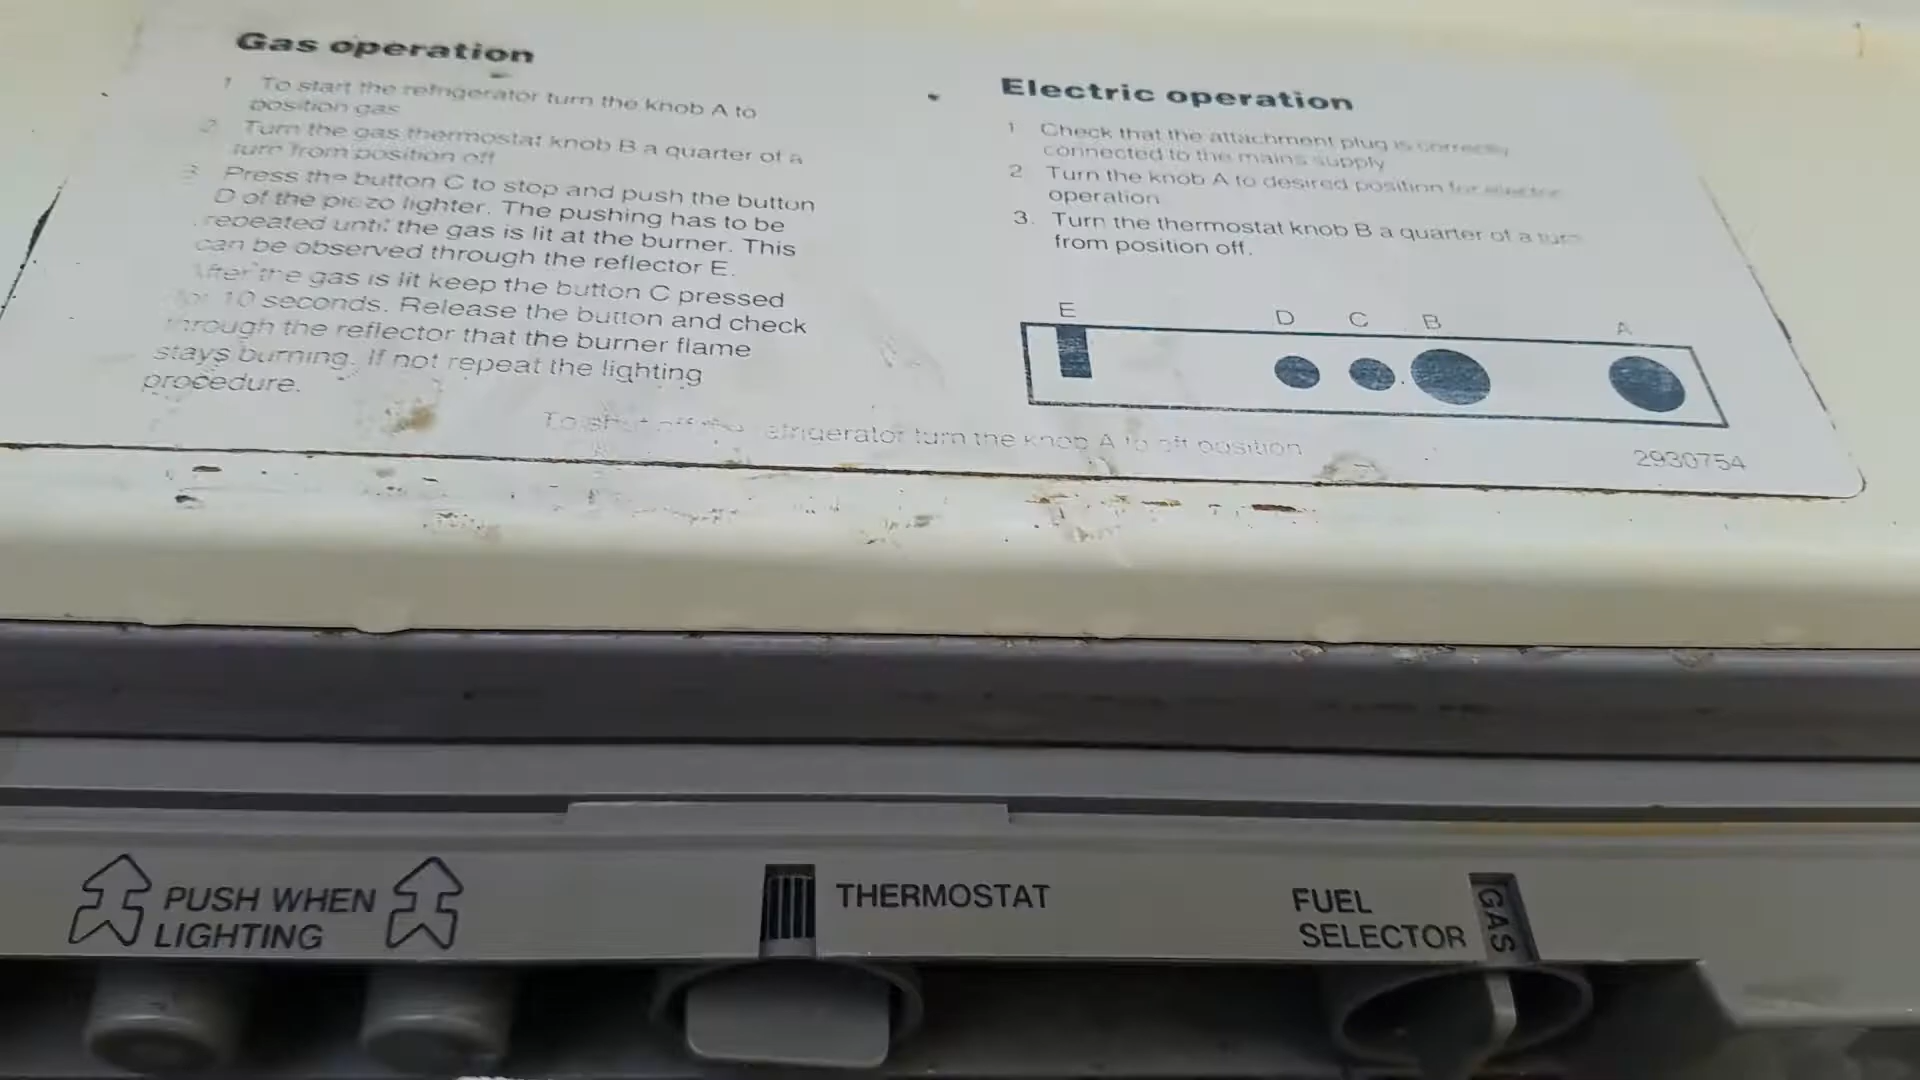 Gas operation
1 To start the refrigerator turn the knob A to
position gas
2 Turn the gas thermostat knob B a quarter of a
turn from position off
3 Press the button C to stop and push the button
D of the piezo lighter. The pushing has to be
repeated until the gas is lit at the burner. This
can be observed through the reflector E.
After the gas is lit keep the button C pressed
for 10 seconds. Release the button and check
through the reflector that the burner flame
stays burning. If not repeat the lighting
procedure.
Electric operation
1 Check that the attachment plug is correctly
connected to the mains supply
2 Turn the knob A to desired position for electric
operation
3. Turn the thermostat knob B a quarter of a turn
from position off.
E D C B A
To shut off the refrigerator turn the knob A to off position
2930754
PUSH WHEN
LIGHTING
THERMOSTAT
FUEL
SELECTOR
GAS